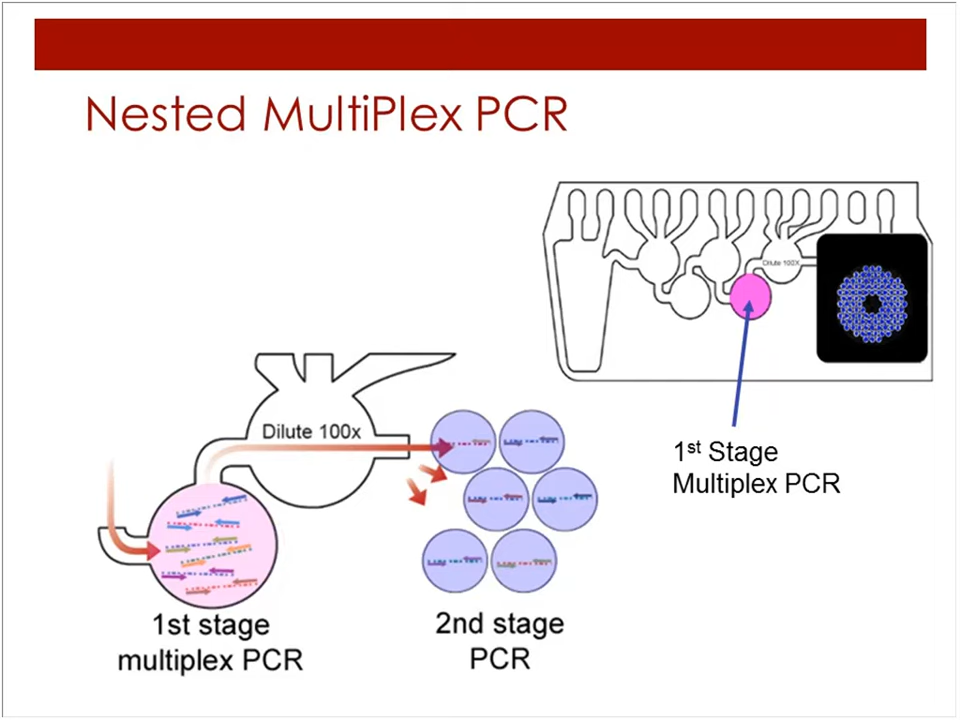 Nested MultiPlex PCR
Dilute 100X
Dilute 100x
1st Stage
Multiplex PCR
1st stage
multiplex PCR
2nd stage
PCR